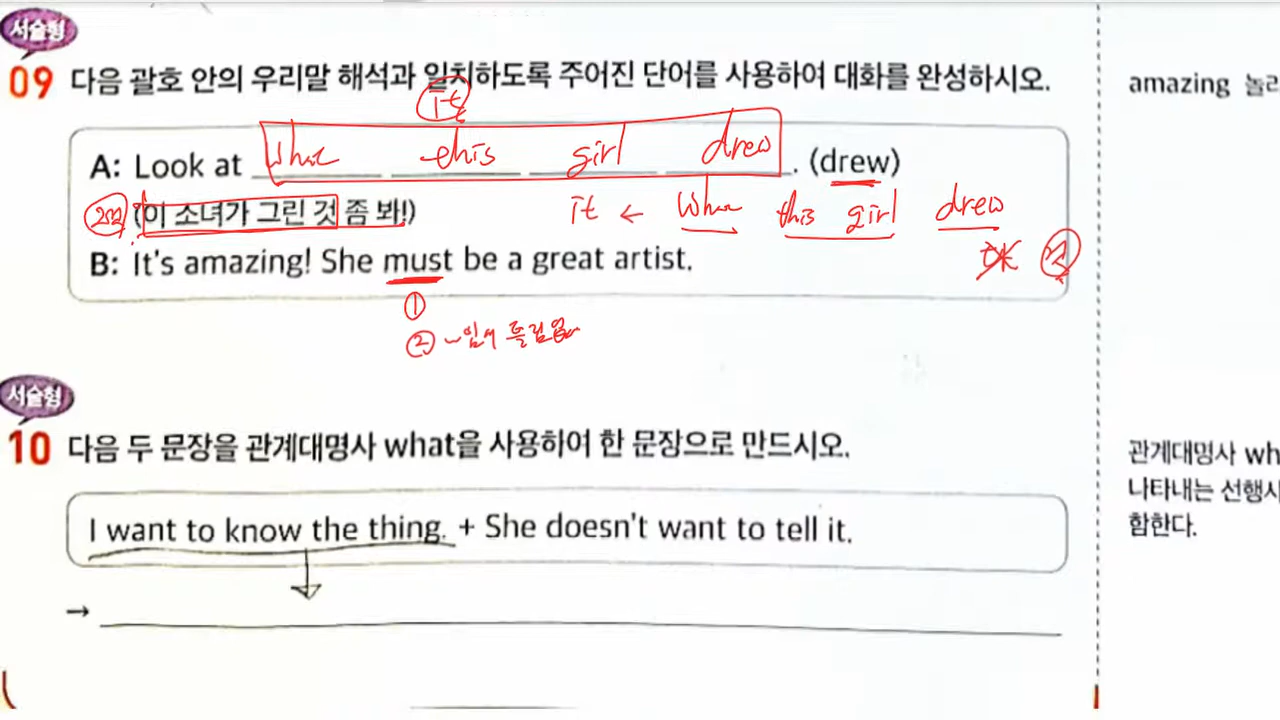 서술형
09 다음 괄호 안의 우리말 해석과 일치하도록 주어진 단어를 사용하여 대화를 완성하시오.
amazing
it
A: Look at what this girl drew. (drew)
(이 소녀가 그린 것 좀 봐!)
it ← what this girl drew
B: It's amazing! She must be a great artist.
①
② ~임에 틀림없
서술형
10 다음 두 문장을 관계대명사 what을 사용하여 한 문장으로 만드시오.
관계대명사 wh
나타내는 선행사
함한다.
I want to know the thing. + She doesn't want to tell it.
→